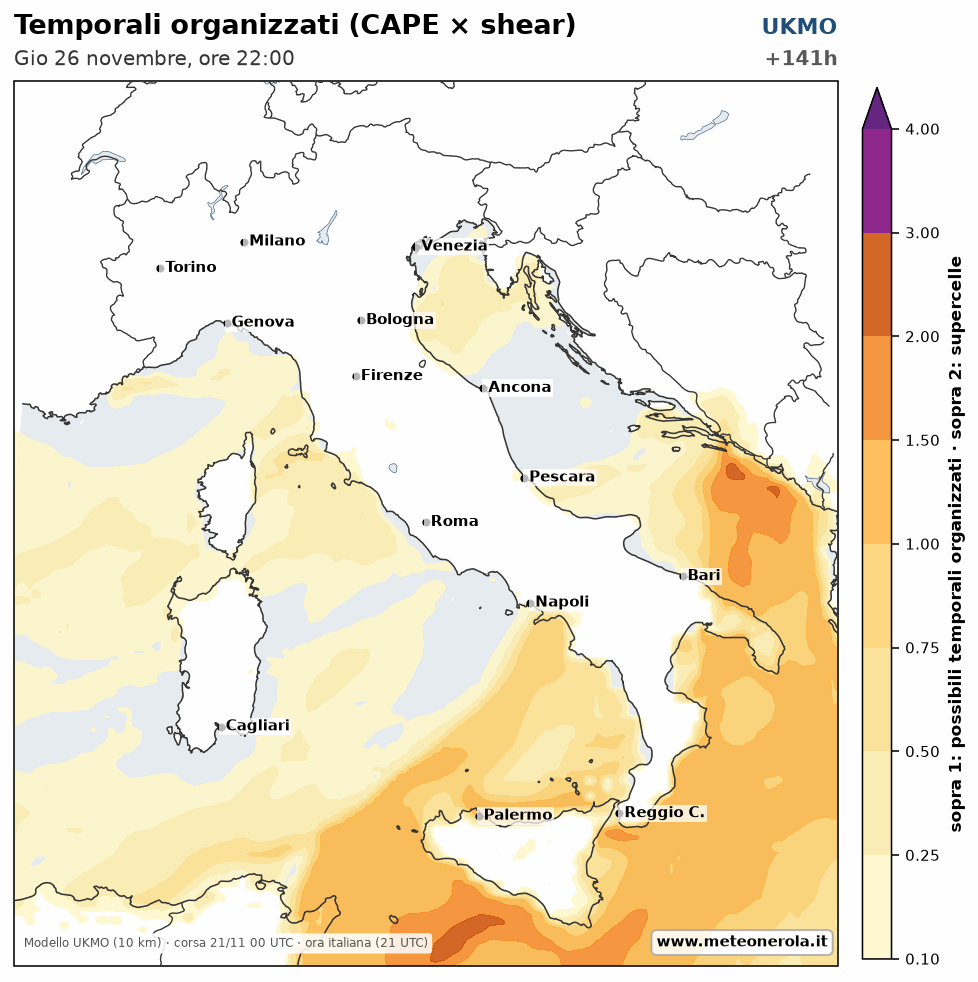 Temporali organizzati (CAPE × shear)
UKMO
Gio 26 novembre, ore 22:00
+141h
Milano
Venezia
Torino
Genova
Bologna
Firenze
Ancona
Pescara
Roma
Bari
Napoli
Cagliari
Palermo
Reggio C.
Modello UKMO (10 km) · corsa 21/11 00 UTC · ora italiana (21 UTC)
www.meteonerola.it
4.00
3.00
2.00
1.50
1.00
0.75
0.50
0.25
0.10
sopra 1: possibili temporali organizzati · sopra 2: supercelle